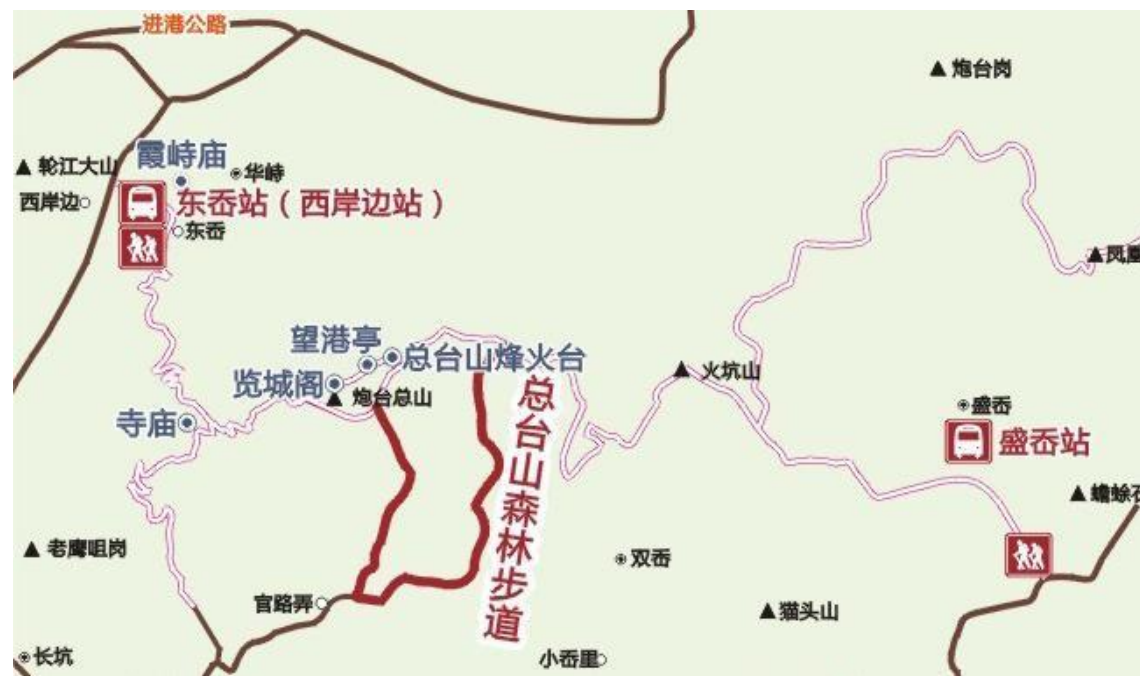 进港公路
炮台岗
霞峙庙
华峙
轮江大山
西岸边
东岙站（西岸边站）
东岙
凤凰
望港亭
总台山烽火台
览城阁
炮台总山
火坑山
总台山森林步道
寺庙
盛岙
盛岙站
蟾蜍石
老鹰咀岗
双岙
官路弄
猫头山
长坑
小岙里